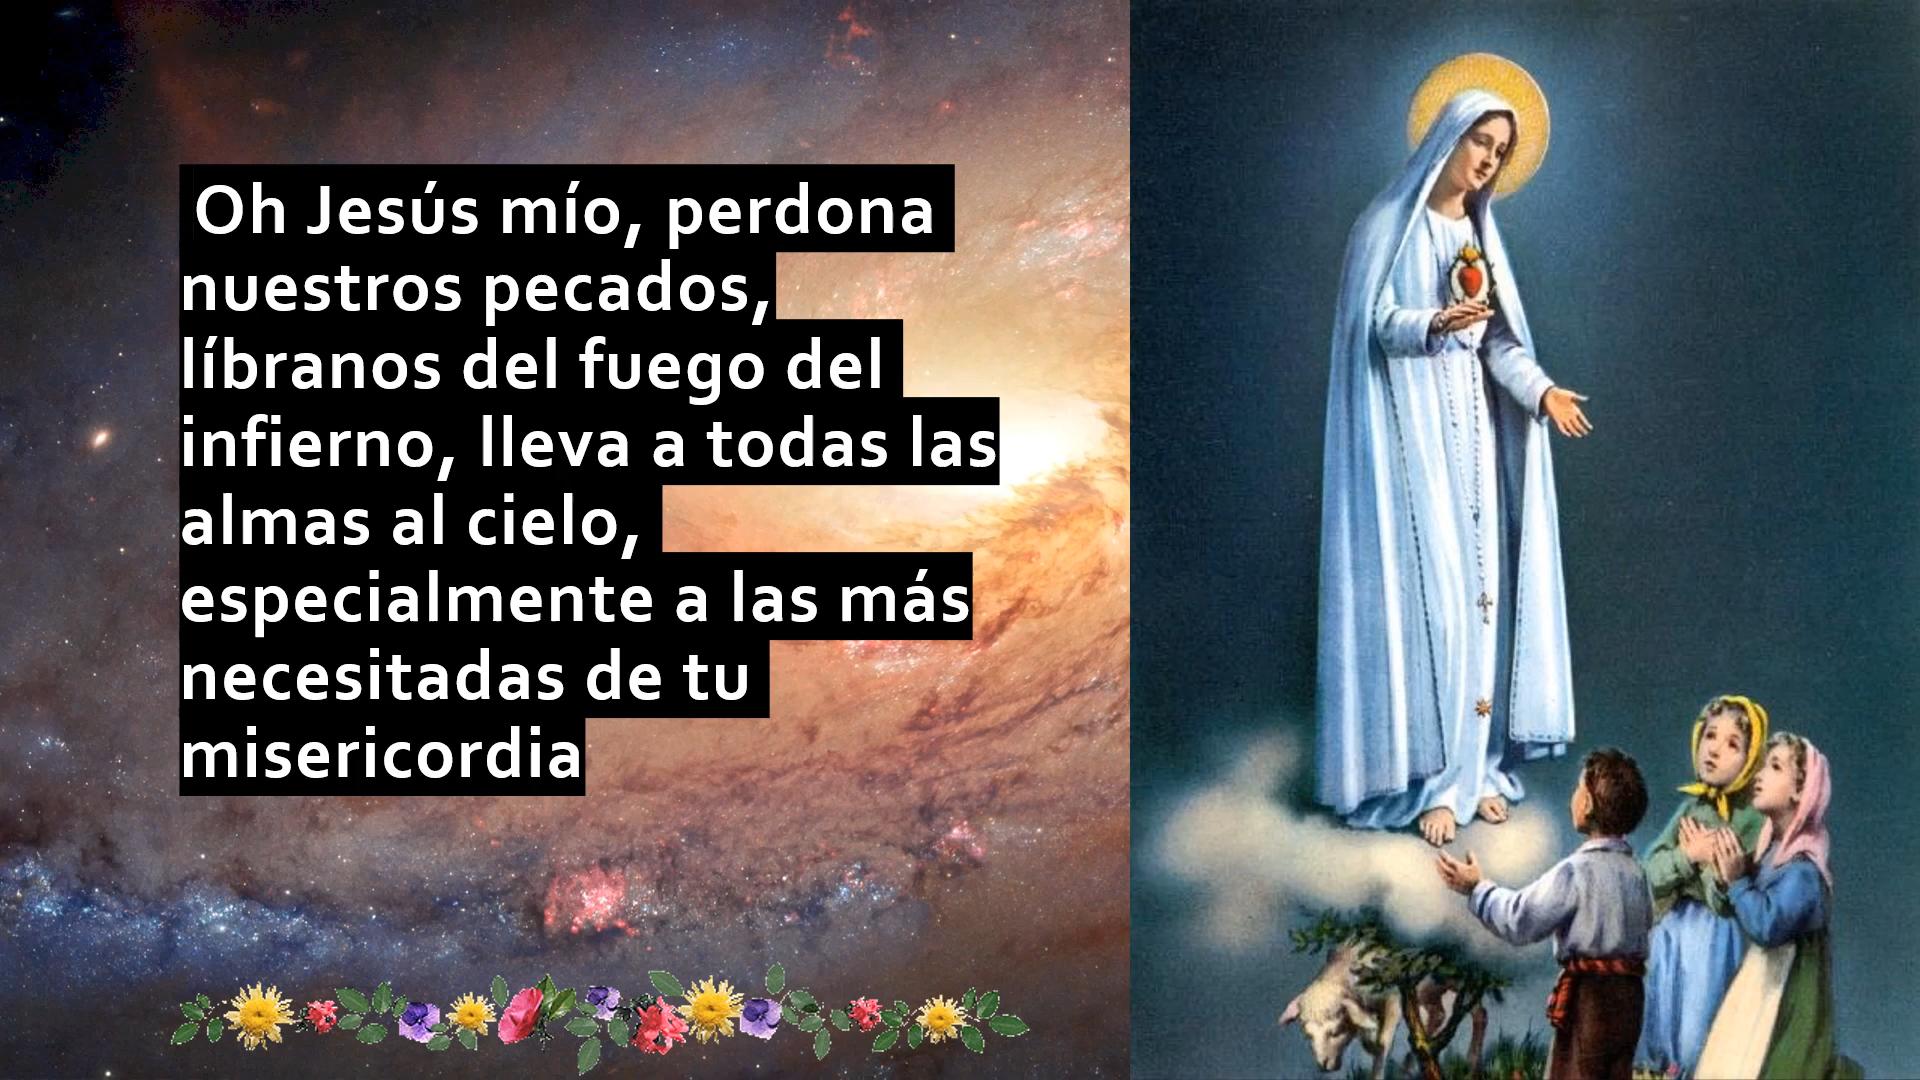 Oh Jesús mío, perdona
nuestros pecados,
líbranos del fuego del
infierno, lleva a todas las
almas al cielo,
especialmente a las más
necesitadas de tu
misericordia